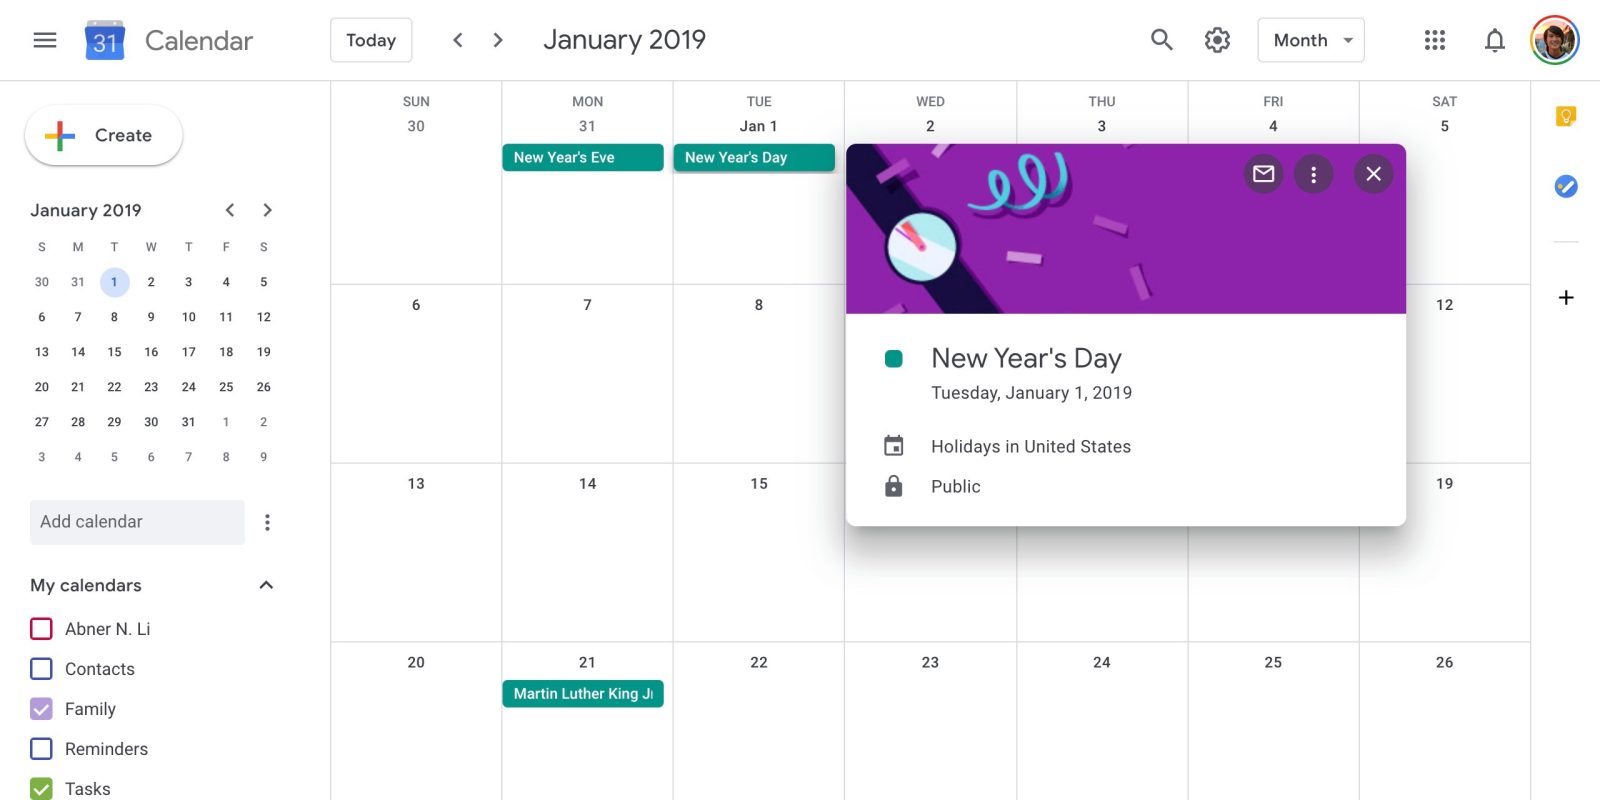 31 Calendar Today January 2019 Month
Create
January 2019
S M T W T F S
30 31 1 2 3 4 5
6 7 8 9 10 11 12
13 14 15 16 17 18 19
20 21 22 23 24 25 26
27 28 29 30 31 1 2
3 4 5 6 7 8 9
Add calendar
My calendars
Abner N. Li
Contacts
Family
Reminders
Tasks
SUN MON TUE WED THU FRI SAT
30 31 Jan 1 2 3 4 5
New Year's Eve New Year's Day
6 7 8 12
13 14 15 19
20 21 22 23 24 25 26
Martin Luther King J
New Year's Day
Tuesday, January 1, 2019
Holidays in United States
Public